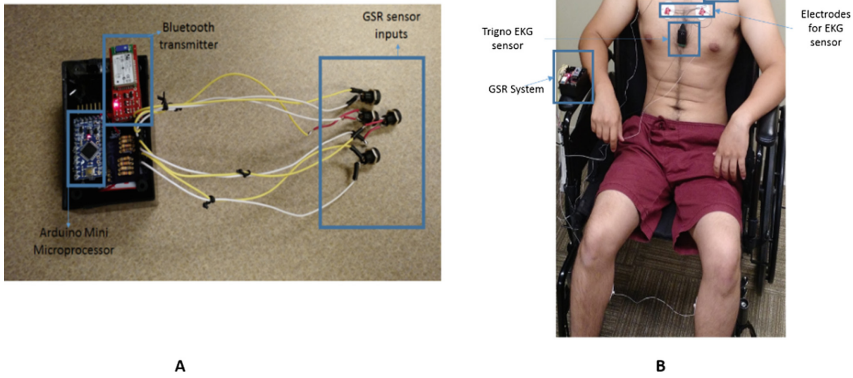 Bluetooth
transmitter
GSR sensor
inputs
Arduino Mini
Microprocessor
A
Trigno EKG
sensor
GSR System
Electrodes
for EKG
sensor
B